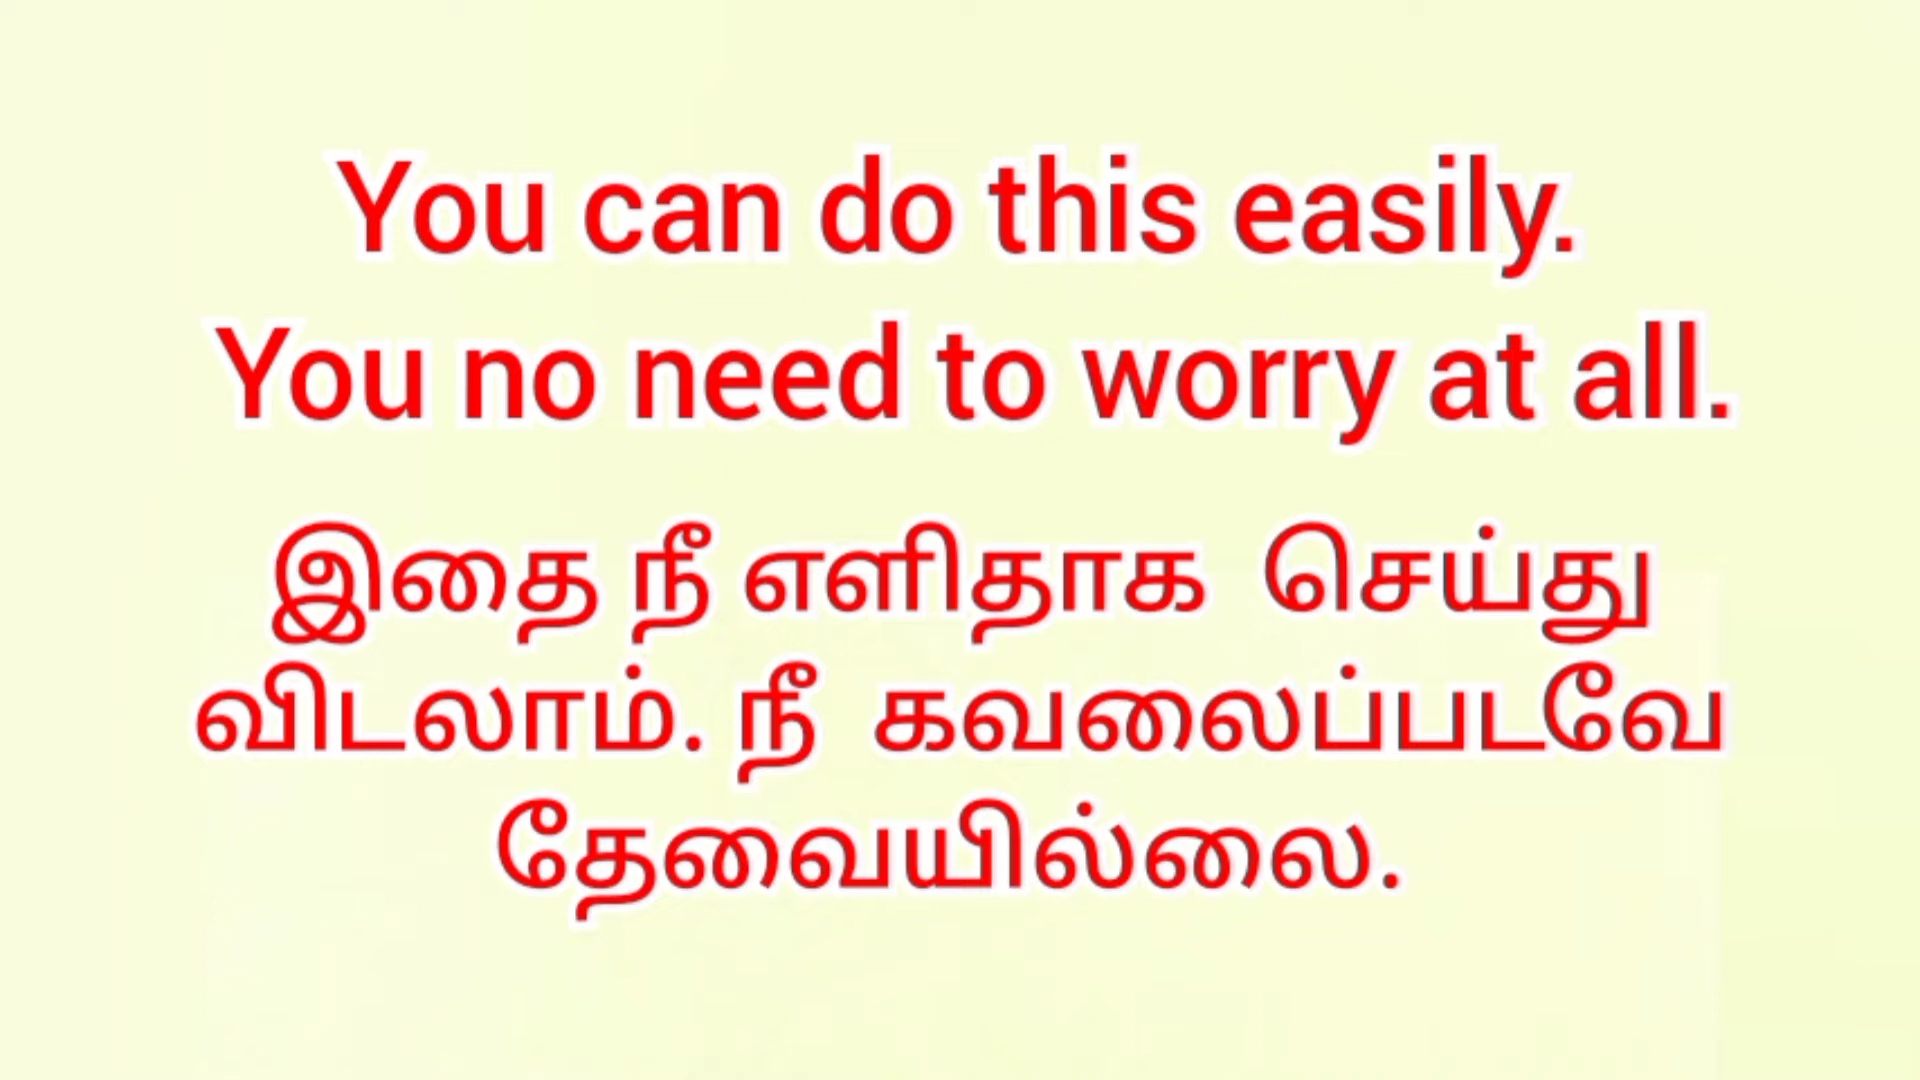 You can do this easily.
You no need to worry at all.
இதை நீ எளிதாக செய்து
விடலாம். நீ கவலைப்படவே
தேவையில்லை.